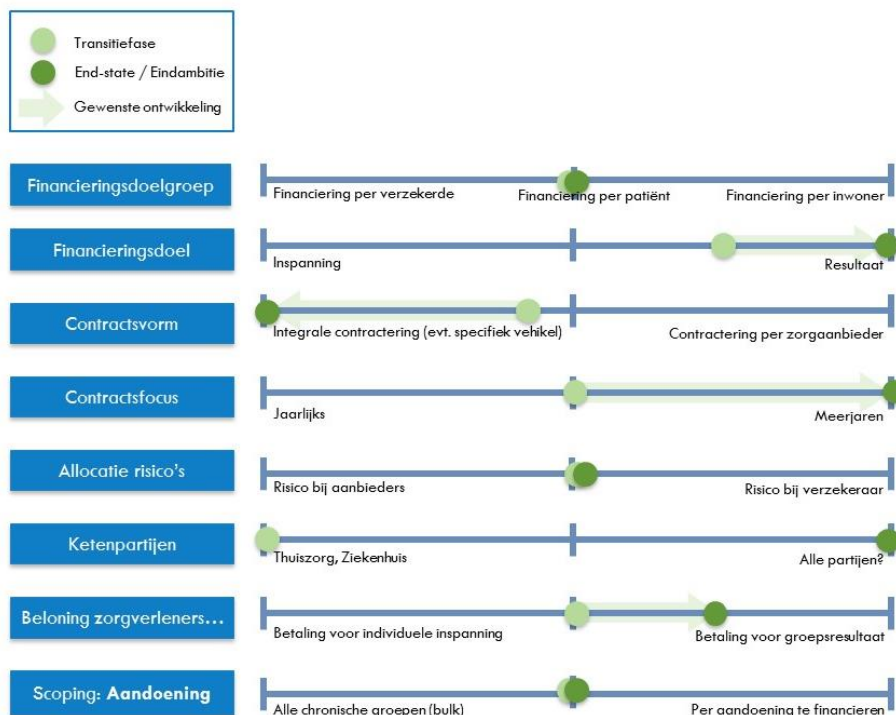 Transitiefase
End-state / Eindambitie
Gewenste ontwikkeling
Financieringsdoelgroep
Financiering per verzekerde
Financiering per patiënt
Financiering per inwoner
Financieringsdoel
Inspanning
Resultaat
Contractsvorm
Integrale contractering (evt. specifiek vehikel)
Contractering per zorgaanbieder
Contractsfocus
Jaarlijks
Meerjaren
Allocatie risico's
Risico bij aanbieders
Risico bij verzekeraar
Ketenpartijen
Thuiszorg, Ziekenhuis
Alle partijen?
Beloning zorgverleners...
Betaling voor individuele inspanning
Betaling voor groepsresultaat
Scoping: Aandoening
Alle chronische groepen (bulk)
Per aandoening te financieren